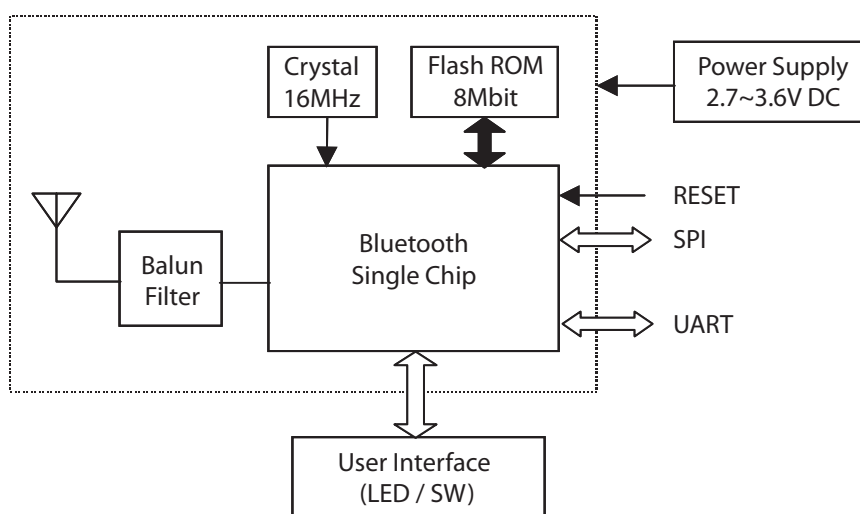 Crystal
16MHz
Flash ROM
8Mbit
Power Supply
2.7~3.6V DC
RESET
SPI
UART
Bluetooth
Single Chip
Balun
Filter
User Interface
(LED / SW)